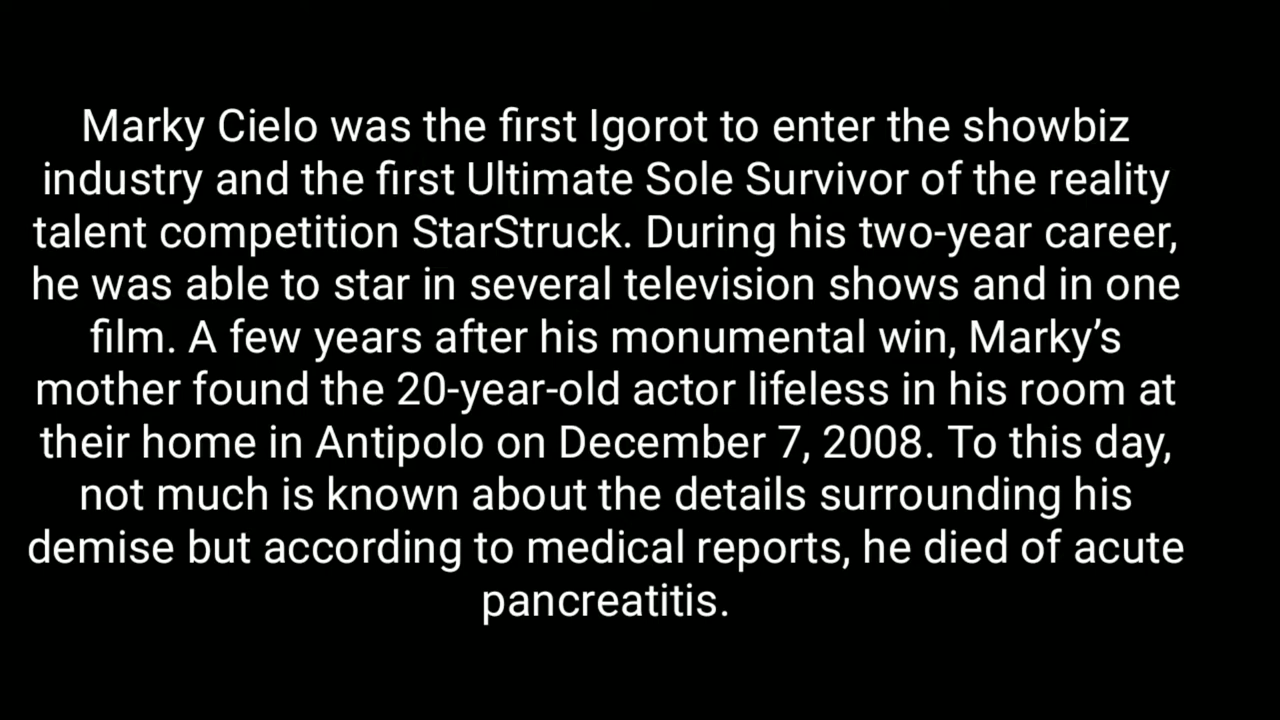 Marky Cielo was the first Igorot to enter the showbiz
industry and the first Ultimate Sole Survivor of the reality
talent competition StarStruck. During his two-year career,
he was able to star in several television shows and in one
film. A few years after his monumental win, Marky’s
mother found the 20-year-old actor lifeless in his room at
their home in Antipolo on December 7, 2008. To this day,
not much is known about the details surrounding his
demise but according to medical reports, he died of acute
pancreatitis.